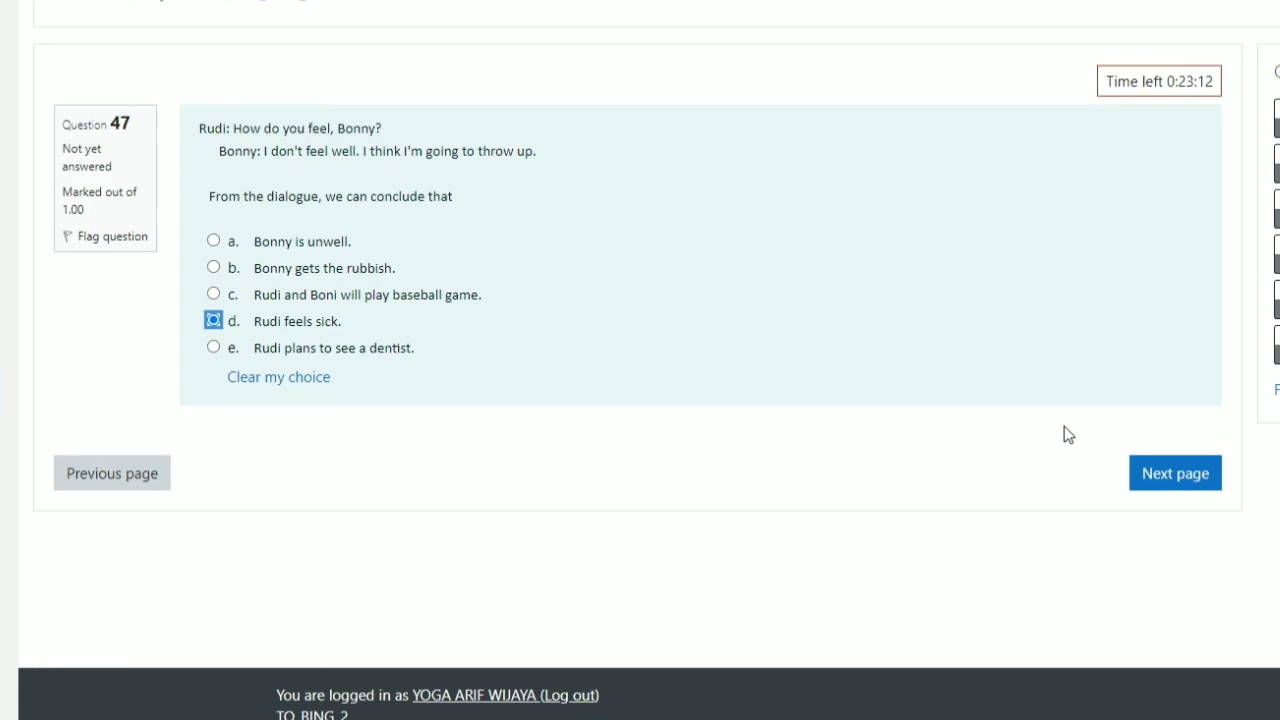 Time left 0:23:12
Question 47
Not yet
answered
Marked out of
1.00
Flag question
Rudi: How do you feel, Bonny?
Bonny: I don't feel well. I think I'm going to throw up.
From the dialogue, we can conclude that
a. Bonny is unwell.
b. Bonny gets the rubbish.
c. Rudi and Boni will play baseball game.
d. Rudi feels sick.
e. Rudi plans to see a dentist.
Clear my choice
Previous page
Next page
You are logged in as YOGA ARIF WIJAYA (Log out)
TO_BING_2